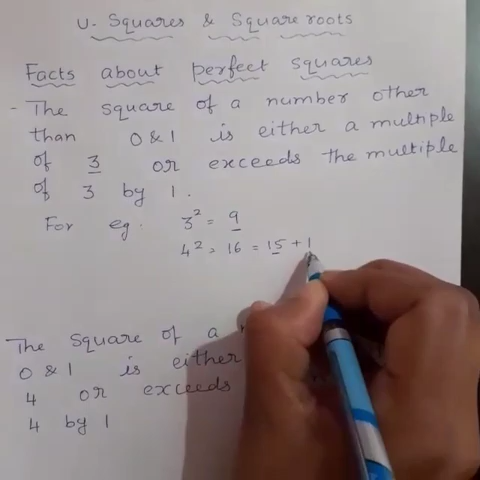 U. Squares & Square roots
Facts about perfect squares
- The square of a number other
than 0 & 1 is either a multiple
of 3 or exceeds the multiple
of 3 by 1.
For eg. 3² = 9
4² = 16 = 15 + 1
The square of a
0 & 1 is either
4 or exceeds
4 by 1